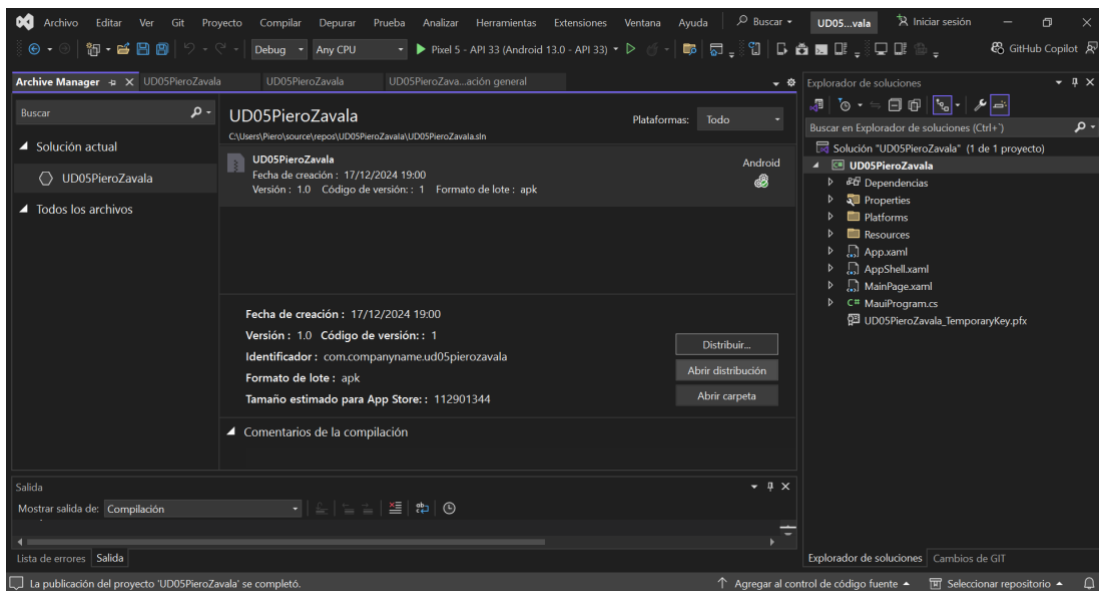 Archivo Editar Ver Git Proyecto Compilar Depurar Prueba Analizar Herramientas Extensiones Ventana Ayuda Buscar UD05...vala Iniciar sesión
Debug Any CPU Pixel 5 - API 33 (Android 13.0 - API 33) GitHub Copilot
Archive Manager UD05PieroZavala UD05PieroZavala UD05PieroZava...ación general
Buscar
Solución actual
UD05PieroZavala
Todos los archivos
UD05PieroZavala
Plataformas: Todo
C:\Users\Piero\source\repos\UD05PieroZavala\UD05PieroZavala.sln
UD05PieroZavala
Android
Fecha de creación : 17/12/2024 19:00
Versión : 1.0 Código de versión: : 1 Formato de lote : apk
Fecha de creación : 17/12/2024 19:00
Versión : 1.0 Código de versión: : 1
Identificador : com.companyname.ud05pierozavala
Formato de lote : apk
Tamaño estimado para App Store: : 112901344
Distribuir...
Abrir distribución
Abrir carpeta
Comentarios de la compilación
Salida
Mostrar salida de: Compilación
Lista de errores Salida
Explorador de soluciones
Buscar en Explorador de soluciones (Ctrl+`)
Solución "UD05PieroZavala" (1 de 1 proyecto)
UD05PieroZavala
Dependencias
Properties
Platforms
Resources
App.xaml
AppShell.xaml
MainPage.xaml
C# MauiProgram.cs
UD05PieroZavala_TemporaryKey.pfx
Explorador de soluciones Cambios de GIT
La publicación del proyecto 'UD05PieroZavala' se completó. Agregar al control de código fuente Seleccionar repositorio